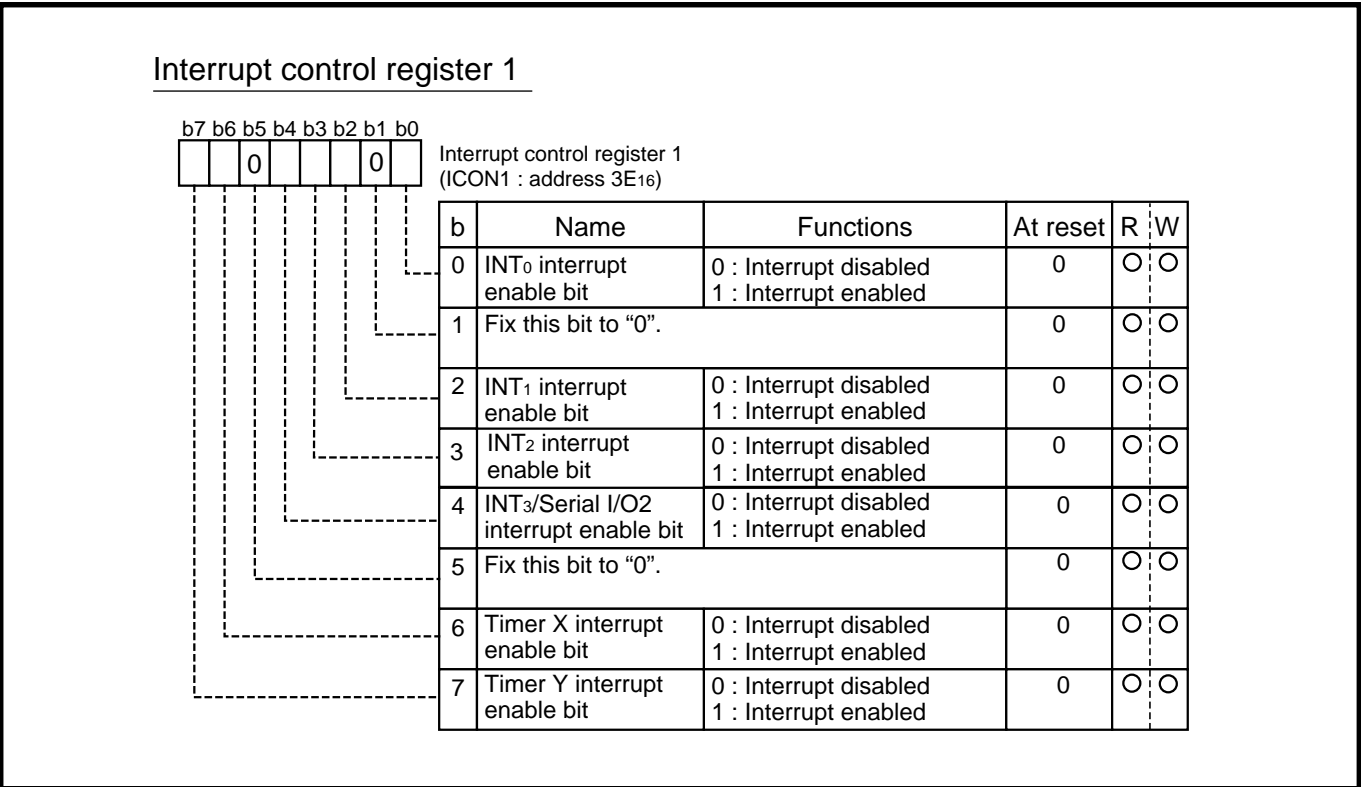 Interrupt control register 1
b7 b6 b5 b4 b3 b2 b1 b0
0 0
Interrupt control register 1
(ICON1 : address 3E16)
b Name Functions At reset R W
0 INT0 interrupt enable bit 0 : Interrupt disabled 0
1 : Interrupt enabled
1 Fix this bit to “0”. 0
2 INT1 interrupt enable bit 0 : Interrupt disabled 0
1 : Interrupt enabled
3 INT2 interrupt enable bit 0 : Interrupt disabled 0
1 : Interrupt enabled
4 INT3/Serial I/O2 interrupt enable bit 0 : Interrupt disabled 0
1 : Interrupt enabled
5 Fix this bit to “0”. 0
6 Timer X interrupt enable bit 0 : Interrupt disabled 0
1 : Interrupt enabled
7 Timer Y interrupt enable bit 0 : Interrupt disabled 0
1 : Interrupt enabled